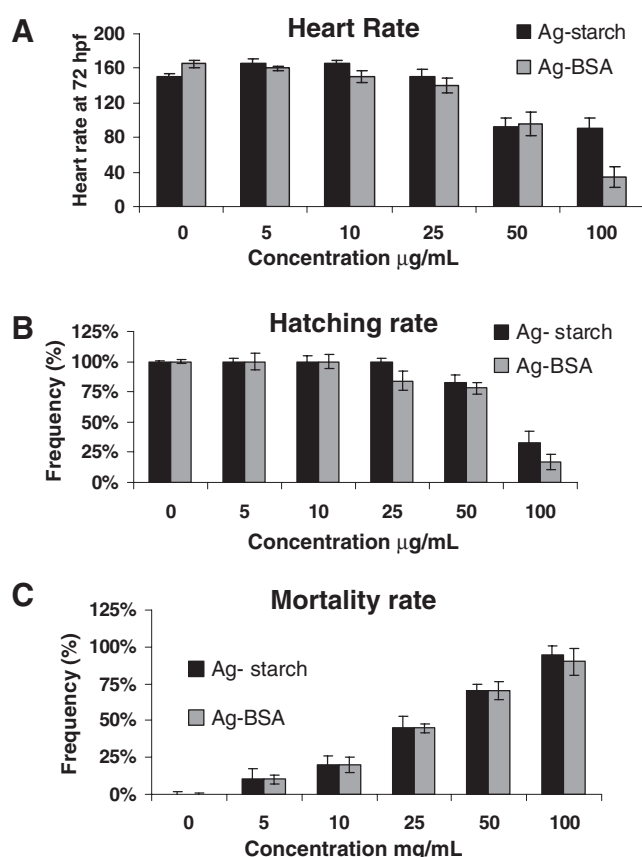 A
Heart Rate
Ag-starch
Ag-BSA
Heart rate at 72 hpf
200
160
120
80
40
0
0 5 10 25 50 100
Concentration μg/mL
B
Hatching rate
Ag- starch
Ag-BSA
Frequency (%)
125%
100%
75%
50%
25%
0%
0 5 10 25 50 100
Concentration μg/mL
C
Mortality rate
Ag- starch
Ag-BSA
Frequency (%)
125%
100%
75%
50%
25%
0%
0 5 10 25 50 100
Concentration mg/mL